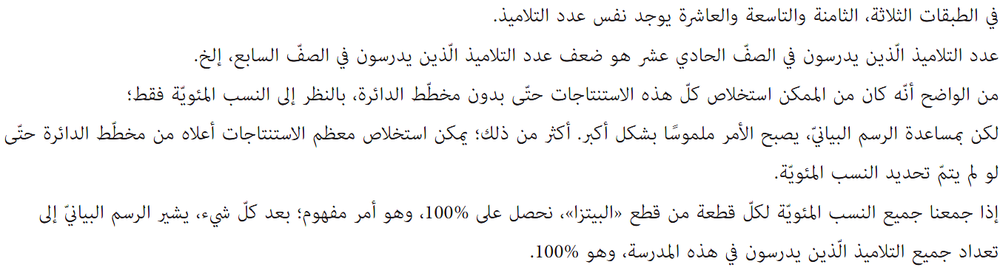 في الطبقات الثلاثة، الثامنة والتاسعة والعاشرة يوجد نفس عدد التلاميذ.
عدد التلاميذ الّذين يدرسون في الصفّ الحادي عشر هو ضعف عدد التلاميذ الّذين يدرسون في الصفّ السابع، إلخ.
من الواضح أنّه كان من الممكن استخلاص كلّ هذه الاستنتاجات حتّى بدون مخطّط الدائرة، بالنظر إلى النسب المئويّة فقط؛
لكن بمساعدة الرسم البيانيّ، يصبح الأمر ملموسًا بشكل أكبر. أكثر من ذلك؛ يمكن استخلاص معظم الاستنتاجات أعلاه من مخطّط الدائرة حتّى
لو لم يتمّ تحديد النسب المئويّة.
إذا جمعنا جميع النسب المئويّة لكلّ قطعة من قطع «البيتزا»، نحصل على 100%، وهو أمر مفهوم؛ بعد كلّ شيء، يشير الرسم البيانيّ إلى
تعداد جميع التلاميذ الّذين يدرسون في هذه المدرسة، وهو 100%.